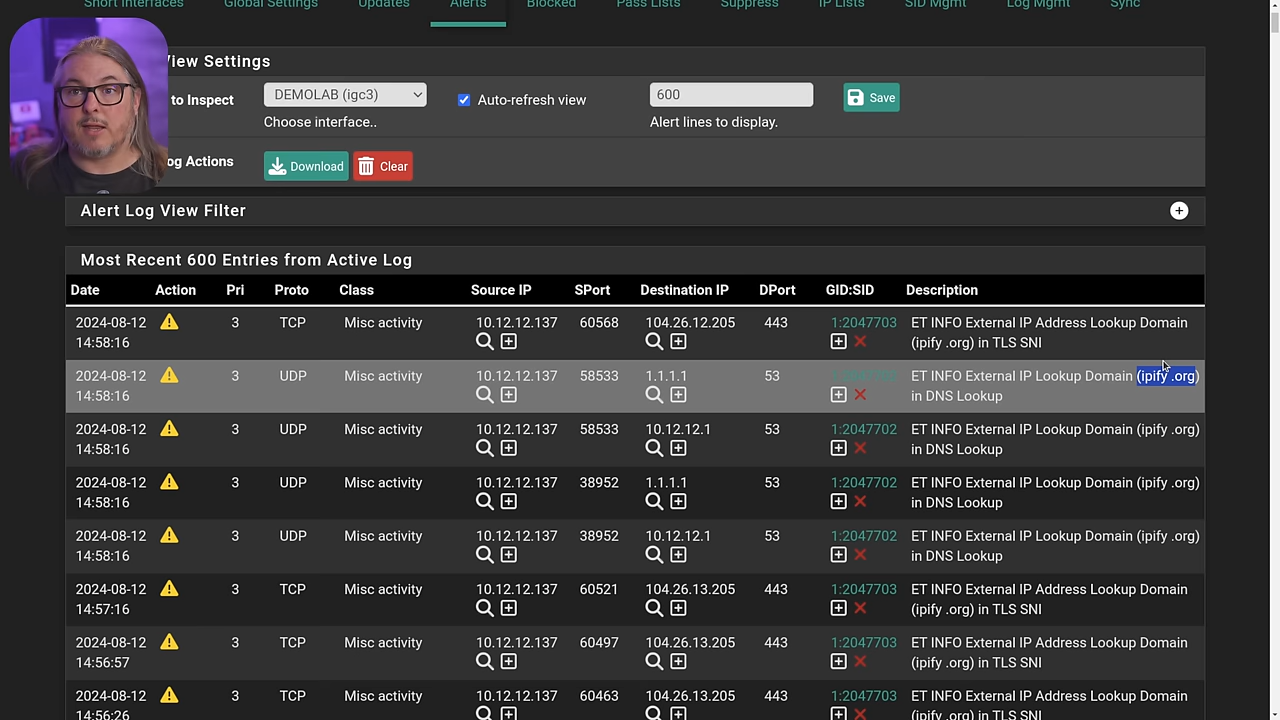 Short Interfaces Global Settings Updates Alerts Blocked Pass Lists Suppress IP Lists SID Mgmt Log Mgmt Sync
View Settings
to Inspect DEMOLAB (igc3) Auto-refresh view 600 Save
Choose interface.. Alert lines to display.
og Actions Download Clear
Alert Log View Filter
Most Recent 600 Entries from Active Log
Date Action Pri Proto Class Source IP SPort Destination IP DPort GID:SID Description
2024-08-12 3 TCP Misc activity 10.12.12.137 60568 104.26.12.205 443 1:2047703 ET INFO External IP Address Lookup Domain
14:58:16 (ipify .org) in TLS SNI
2024-08-12 3 UDP Misc activity 10.12.12.137 58533 1.1.1.1 53 1:2047702 ET INFO External IP Lookup Domain (ipify .org)
14:58:16 in DNS Lookup
2024-08-12 3 UDP Misc activity 10.12.12.137 58533 10.12.12.1 53 1:2047702 ET INFO External IP Lookup Domain (ipify .org)
14:58:16 in DNS Lookup
2024-08-12 3 UDP Misc activity 10.12.12.137 38952 1.1.1.1 53 1:2047702 ET INFO External IP Lookup Domain (ipify .org)
14:58:16 in DNS Lookup
2024-08-12 3 UDP Misc activity 10.12.12.137 38952 10.12.12.1 53 1:2047702 ET INFO External IP Lookup Domain (ipify .org)
14:58:16 in DNS Lookup
2024-08-12 3 TCP Misc activity 10.12.12.137 60521 104.26.13.205 443 1:2047703 ET INFO External IP Address Lookup Domain
14:57:16 (ipify .org) in TLS SNI
2024-08-12 3 TCP Misc activity 10.12.12.137 60497 104.26.13.205 443 1:2047703 ET INFO External IP Address Lookup Domain
14:56:57 (ipify .org) in TLS SNI
2024-08-12 3 TCP Misc activity 10.12.12.137 60463 104.26.13.205 443 1:2047703 ET INFO External IP Address Lookup Domain
14:56:26 (ipify .org) in TLS SNI